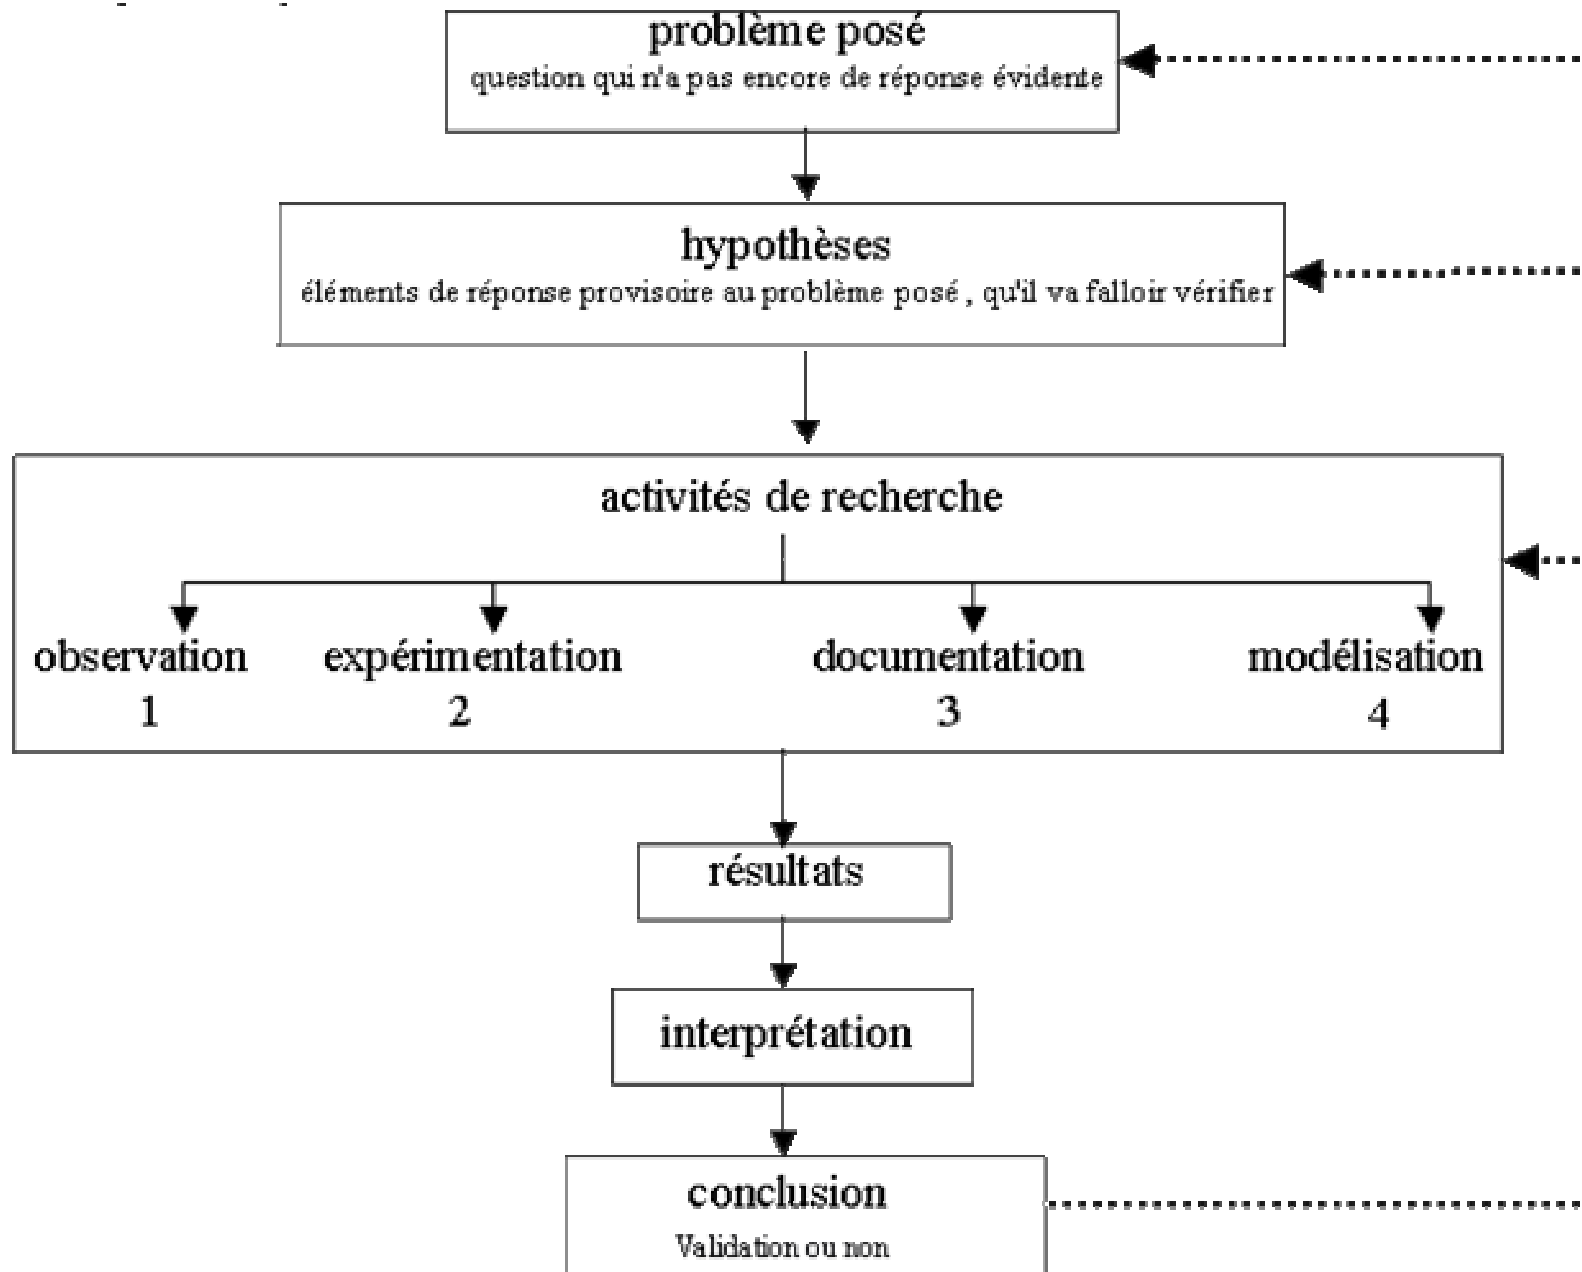 problème posé
question qui n'a pas encore de réponse évidente
hypothèses
éléments de réponse provisoire au problème posé , qu'il va falloir vérifier
activités de recherche
observation expérimentation documentation modélisation
1 2 3 4
résultats
interprétation
conclusion
Validation ou non